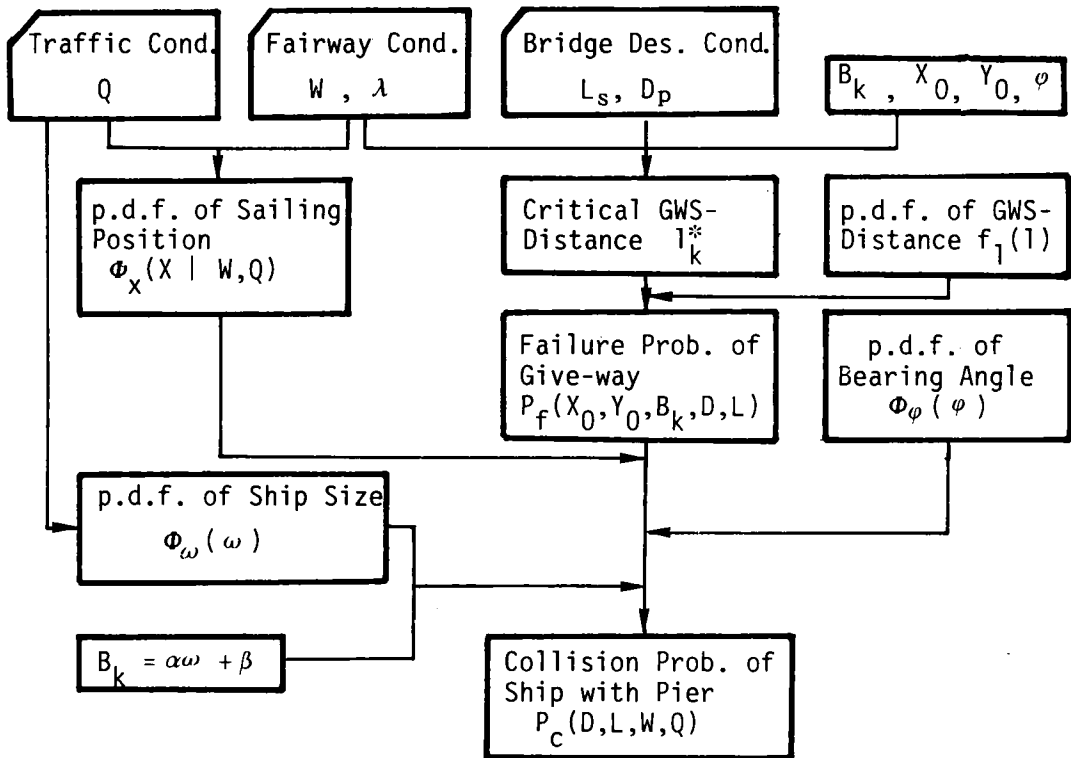 Traffic Cond.
Q
Fairway Cond.
W , λ
Bridge Des. Cond.
Ls, Dp
Bk , X0, Y0, φ
p.d.f. of Sailing
Position
Φx(X | W,Q)
Critical GWS-
Distance l*k
p.d.f. of GWS-
Distance fl(l)
Failure Prob. of
Give-way
Pf(X0,Y0,Bk,D,L)
p.d.f. of
Bearing Angle
Φφ(φ)
p.d.f. of Ship Size
Φω(ω)
Bk = αω + β
Collision Prob. of
Ship with Pier
Pc(D,L,W,Q)